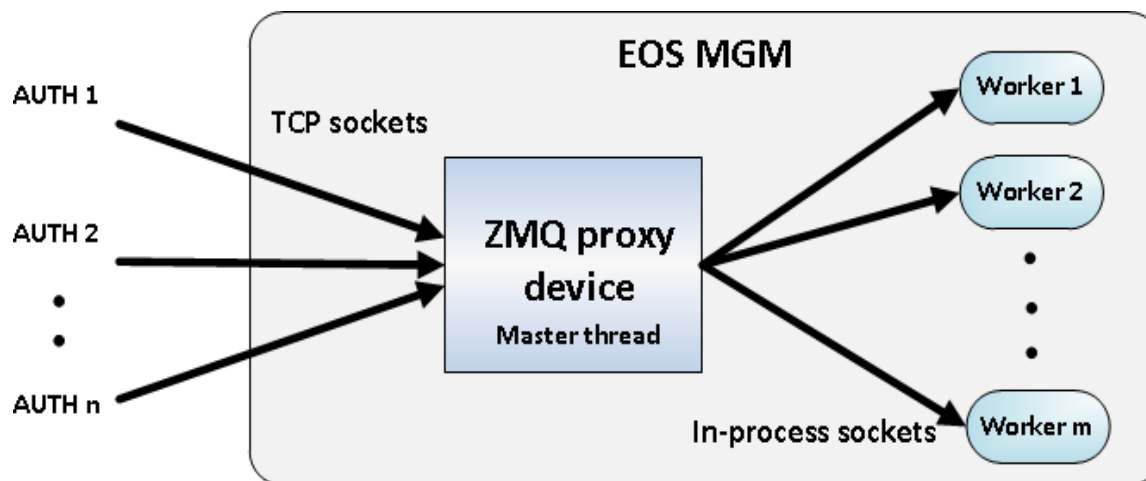 EOS MGM
AUTH 1
TCP sockets
Worker 1
AUTH 2
ZMQ proxy
device
Master thread
Worker 2
AUTH n
In-process sockets
Worker m